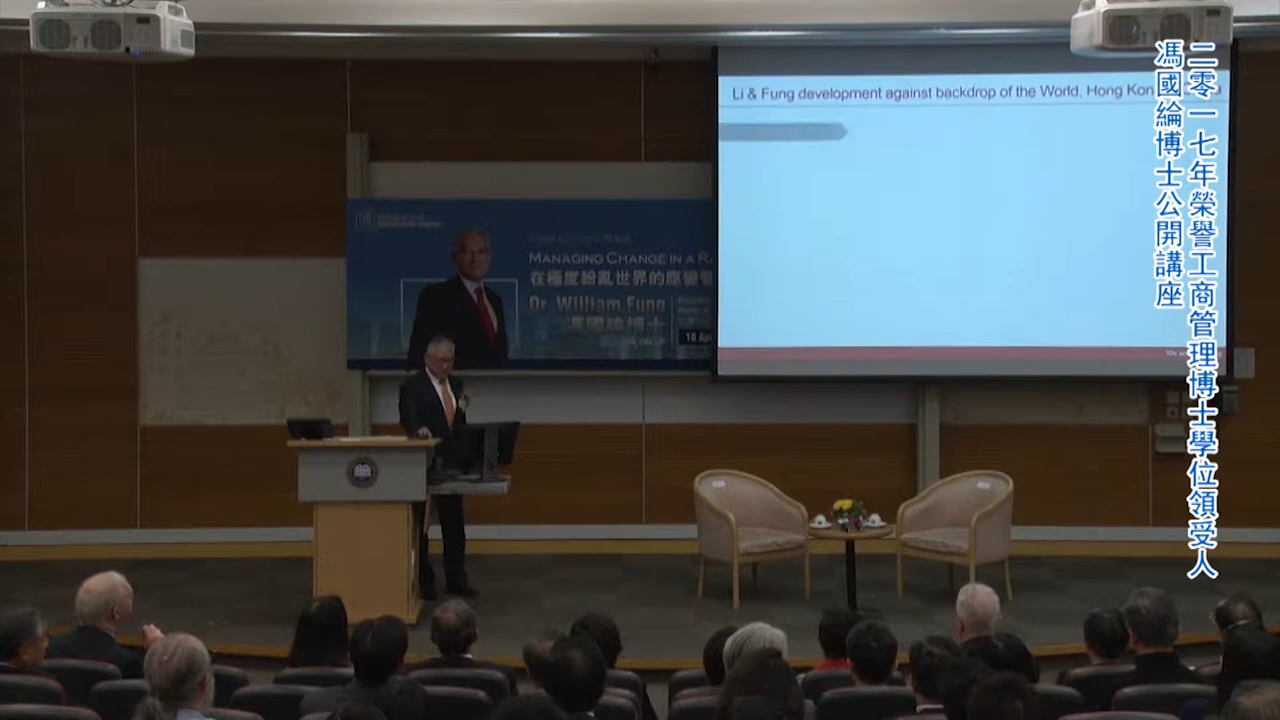 Li & Fung development against backdrop of the World, Hong Kong
二零一七年榮譽工商管理博士學位領受人
馮國綸博士公開講座
MANAGING CHANGE IN A
在極度紛亂世界的應變
Dr. William Fung
馮國綸博士
18 Apr